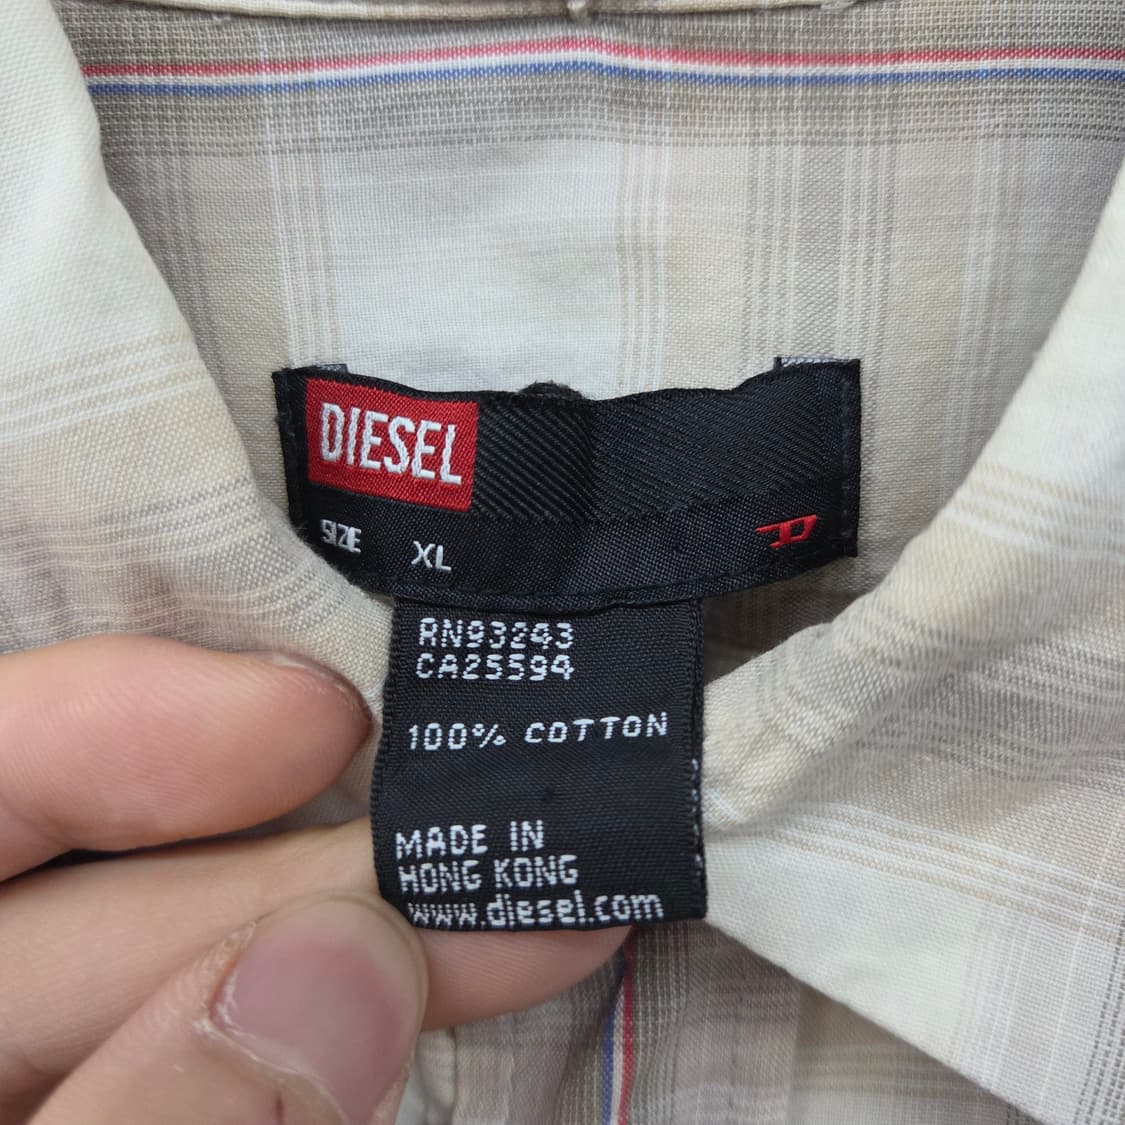 DIESEL
SIZE XL
D
RN93243
CA25594
100% COTTON
MADE IN
HONG KONG
www.diesel.com